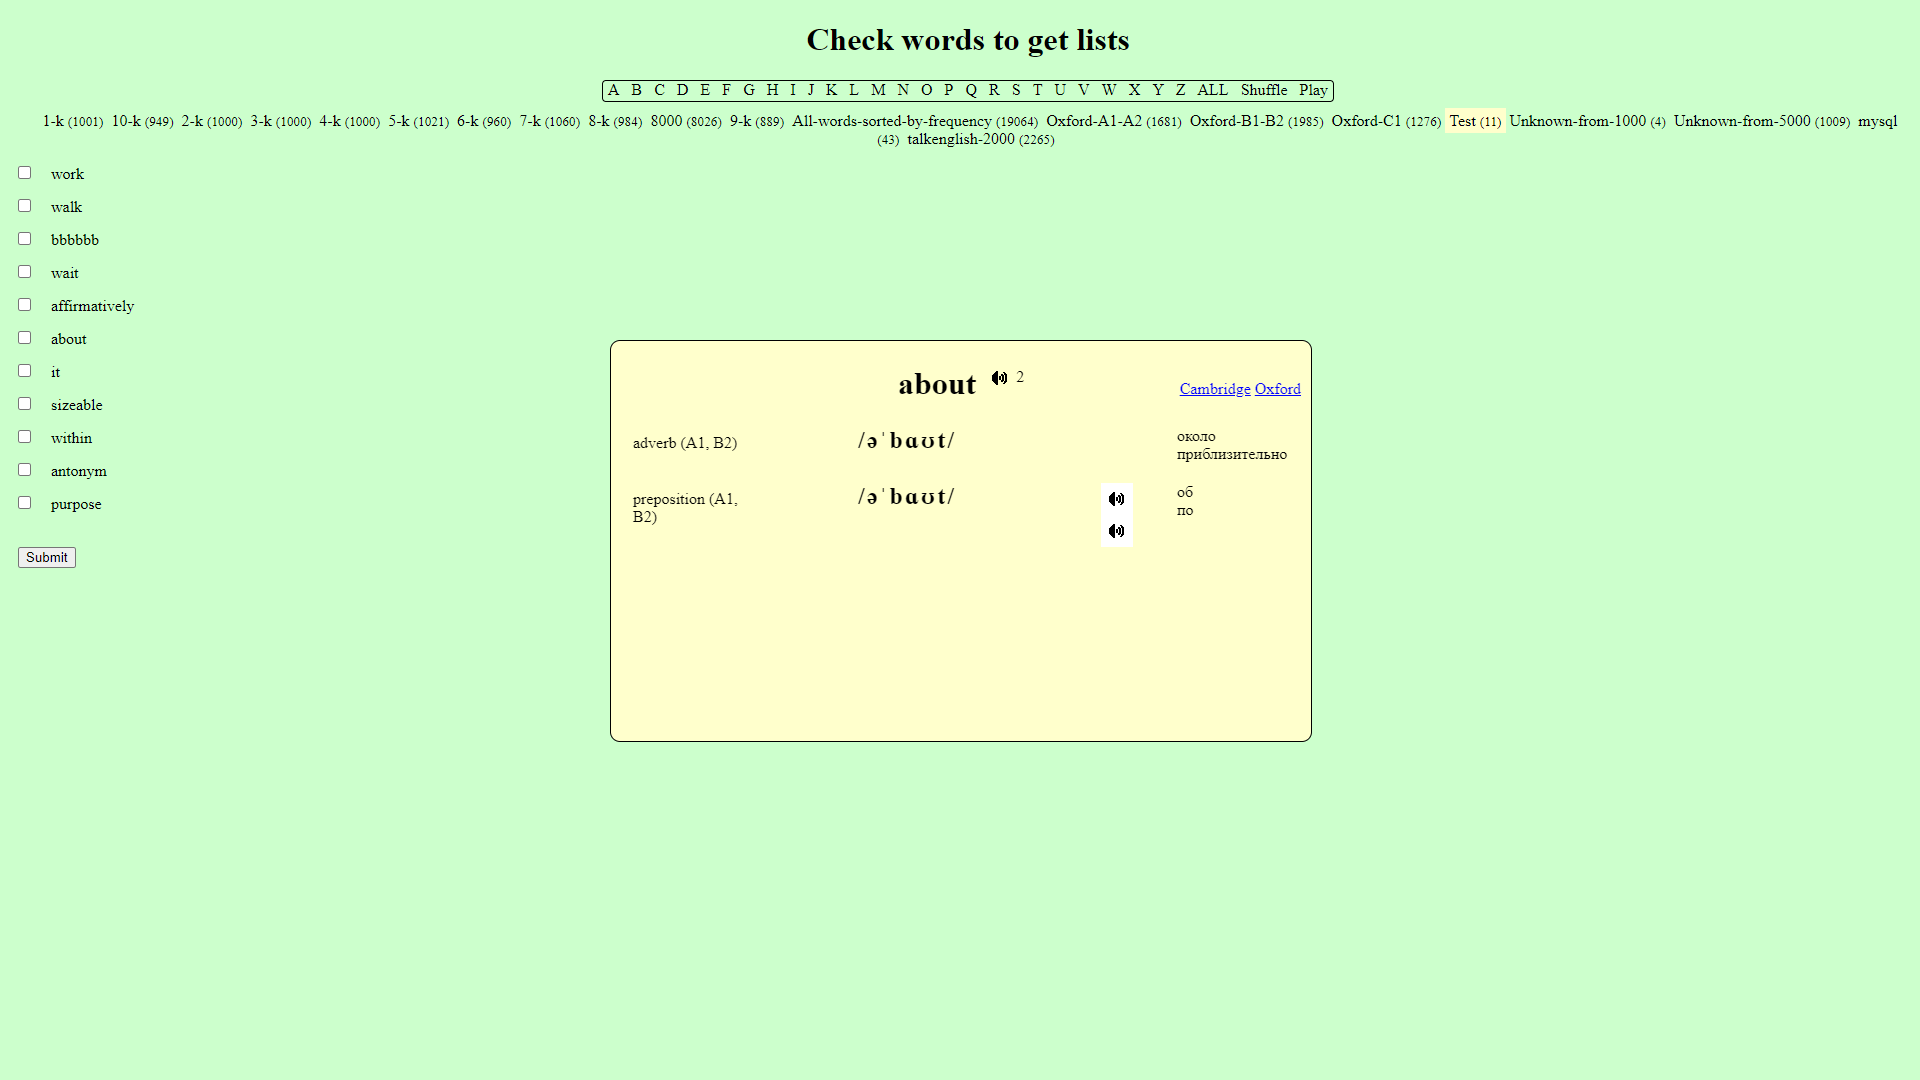 Check words to get lists
A B C D E F G H I J K L M N O P Q R S T U V W X Y Z ALL Shuffle Play
1-k (1001) 10-k (949) 2-k (1000) 3-k (1000) 4-k (1000) 5-k (1021) 6-k (960) 7-k (1060) 8-k (984) 8000 (8026) 9-k (889) All-words-sorted-by-frequency (19064) Oxford-A1-A2 (1681) Oxford-B1-B2 (1985) Oxford-C1 (1276) Test (11) Unknown-from-1000 (4) Unknown-from-5000 (1009) mysql
(43) talkenglish-2000 (2265)
work
walk
bbbbbb
wait
affirmatively
about
it
sizeable
within
antonym
purpose
Submit
about 2
Cambridge Oxford
adverb (A1, B2) /əˈbɑʊt/ около
приблизительно
preposition (A1, /əˈbɑʊt/ об
B2) по